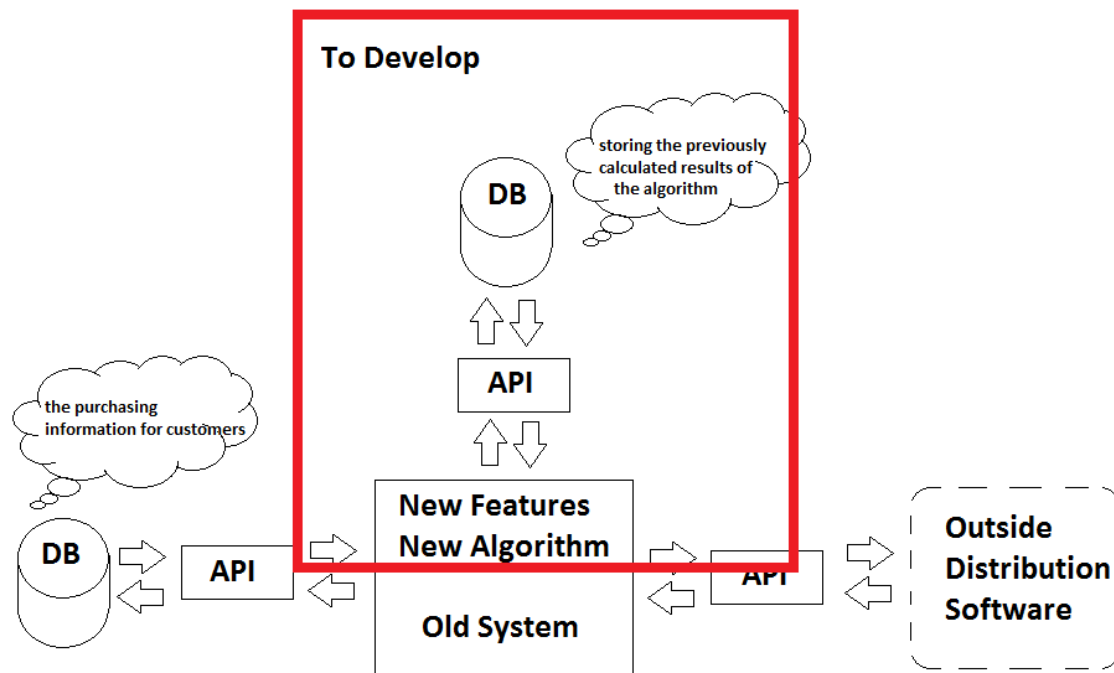 To Develop
storing the previously
calculated results of
the algorithm
DB
API
the purchasing
information for customers
New Features
New Algorithm
Old System
DB
API
API
Outside
Distribution
Software